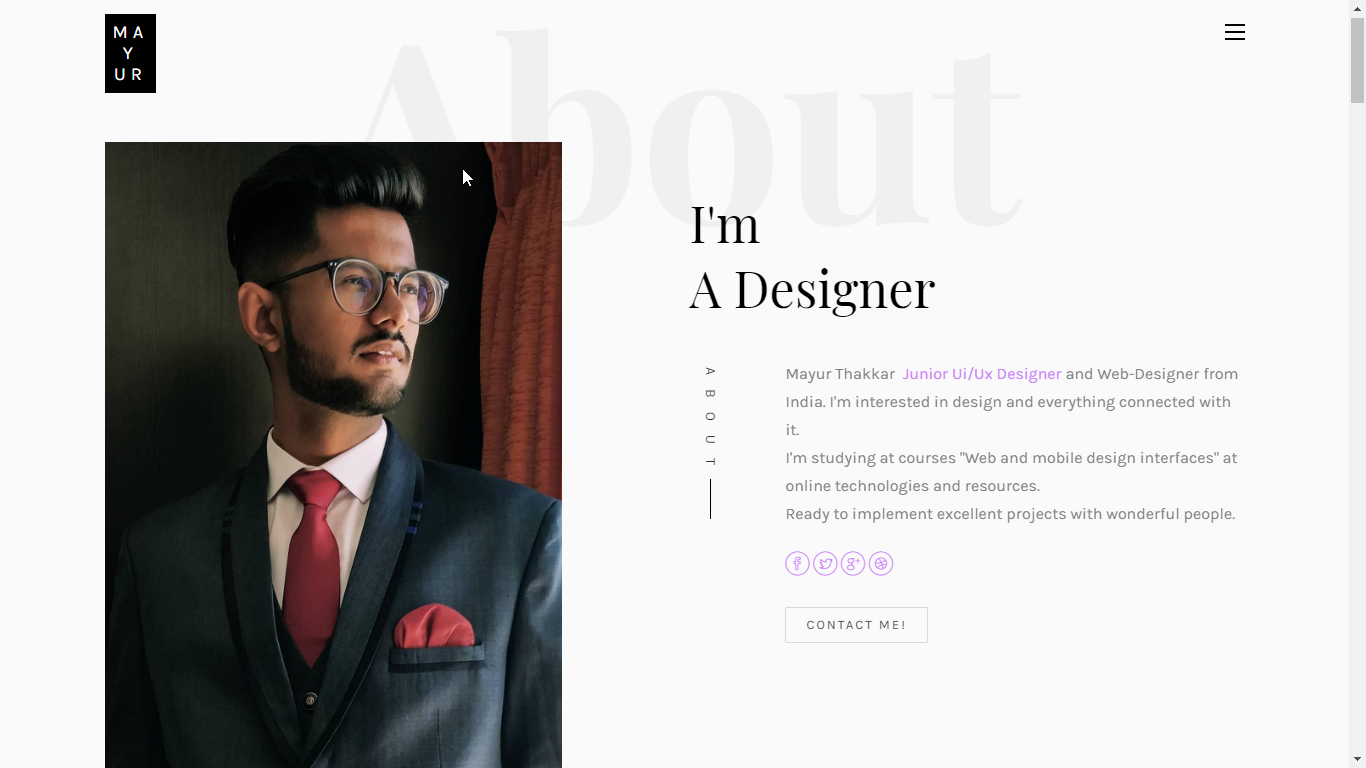 MA
Y
UR
About
I'm
A Designer
ABOUT
Mayur Thakkar Junior Ui/Ux Designer and Web-Designer from
India. I'm interested in design and everything connected with
it.
I'm studying at courses "Web and mobile design interfaces" at
online technologies and resources.
Ready to implement excellent projects with wonderful people.
CONTACT ME!